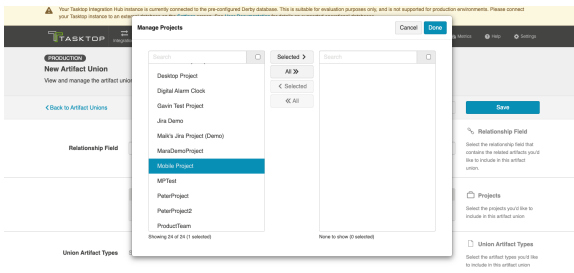 Your Tasktop Integration Hub instance is currently connected to the pre-configured Derby database. This is suitable for evaluation purposes only, and is not supported for production environments. Please connect
your Tasktop instance to an
TASKTOP
Metrics
Help
Settings
Manage Projects
Cancel
Done
PRODUCTION
New Artifact Union
View and manage the artifact union
Back to Artifact Unions
Save
Search
Selected >
Search
All >>
< Selected
<< All
Desktop Project
Digital Alarm Clock
Gavin Test Project
Jira Demo
Maik's Jira Project (Demo)
MaraDemoProject
Mobile Project
MPTest
PeterProject
PeterProject2
ProductTeam
Showing 24 of 24 (1 selected)
None to show (0 selected)
Relationship Field
Relationship Field
Select the relationship field that
contains the related artifacts you'd
like to include in this artifact
union.
Projects
Select the projects you'd like to
include in this artifact union
Union Artifact Types
Union Artifact Types
Select the artifact types you'd like
to include in this artifact union